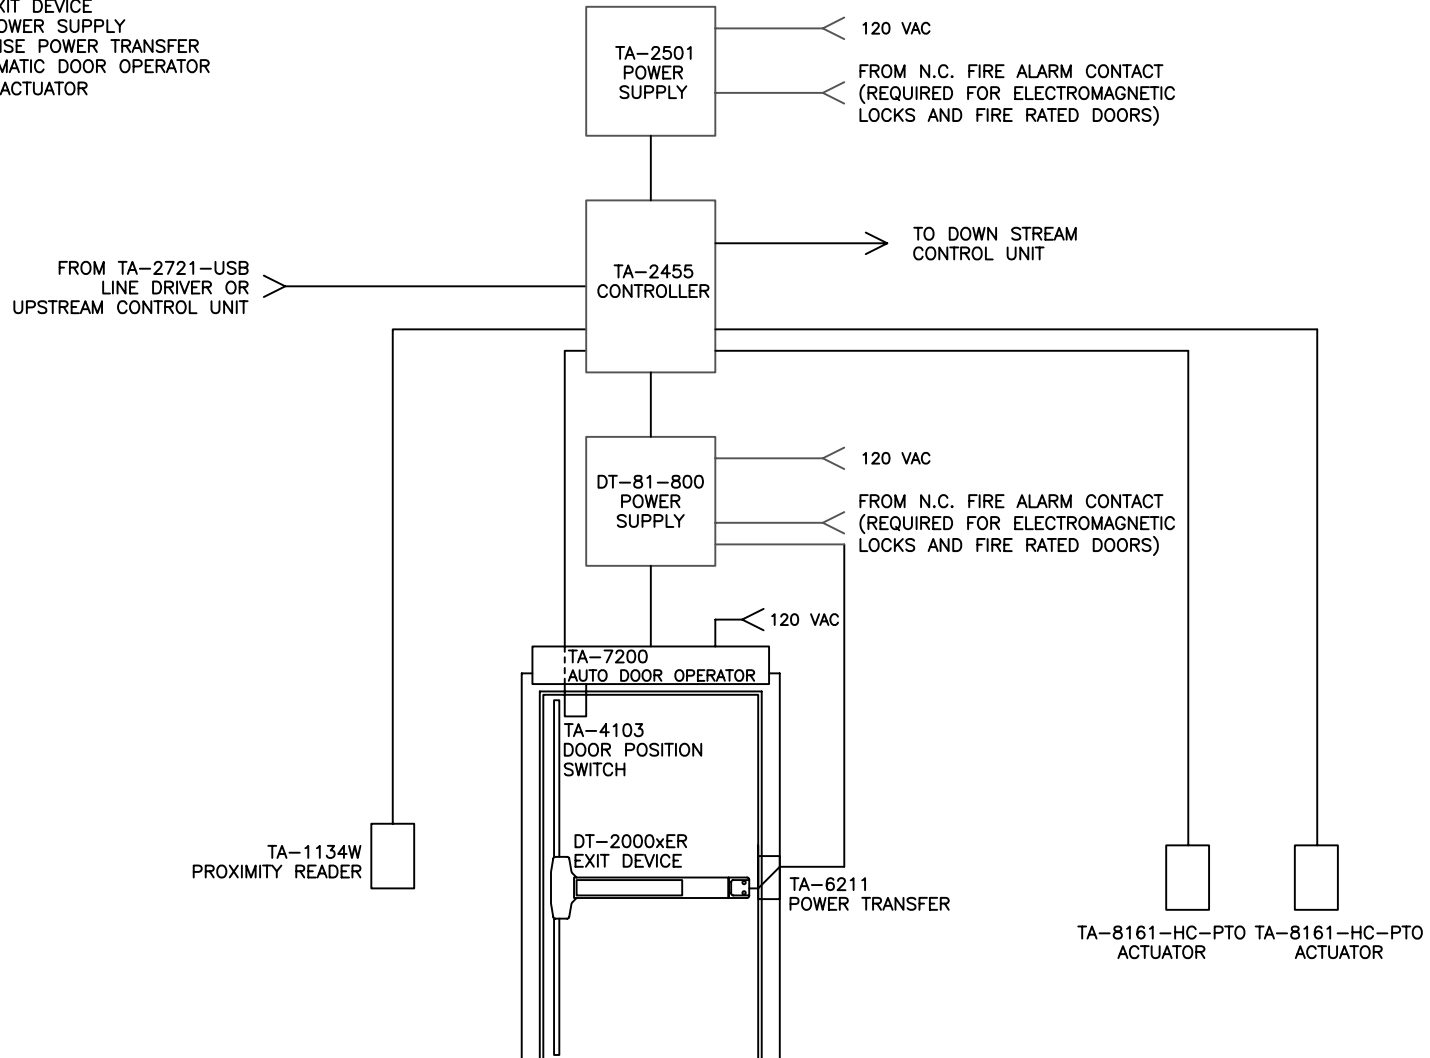 EXIT DEVICE
POWER SUPPLY
POWER TRANSFER
DOOR OPERATOR
ACTUATOR
TA-2501
POWER
SUPPLY
120 VAC
FROM N.C. FIRE ALARM CONTACT
(REQUIRED FOR ELECTROMAGNETIC
LOCKS AND FIRE RATED DOORS)
TO DOWN STREAM
CONTROL UNIT
FROM TA-2721-USB
LINE DRIVER OR
UPSTREAM CONTROL UNIT
TA-2455
CONTROLLER
DT-81-800
POWER
SUPPLY
120 VAC
FROM N.C. FIRE ALARM CONTACT
(REQUIRED FOR ELECTROMAGNETIC
LOCKS AND FIRE RATED DOORS)
120 VAC
TA-7200
AUTO DOOR OPERATOR
TA-4103
DOOR POSITION
SWITCH
DT-2000xER
EXIT DEVICE
TA-1134W
PROXIMITY READER
TA-6211
POWER TRANSFER
TA-8161-HC-PTO
ACTUATOR
TA-8161-HC-PTO
ACTUATOR